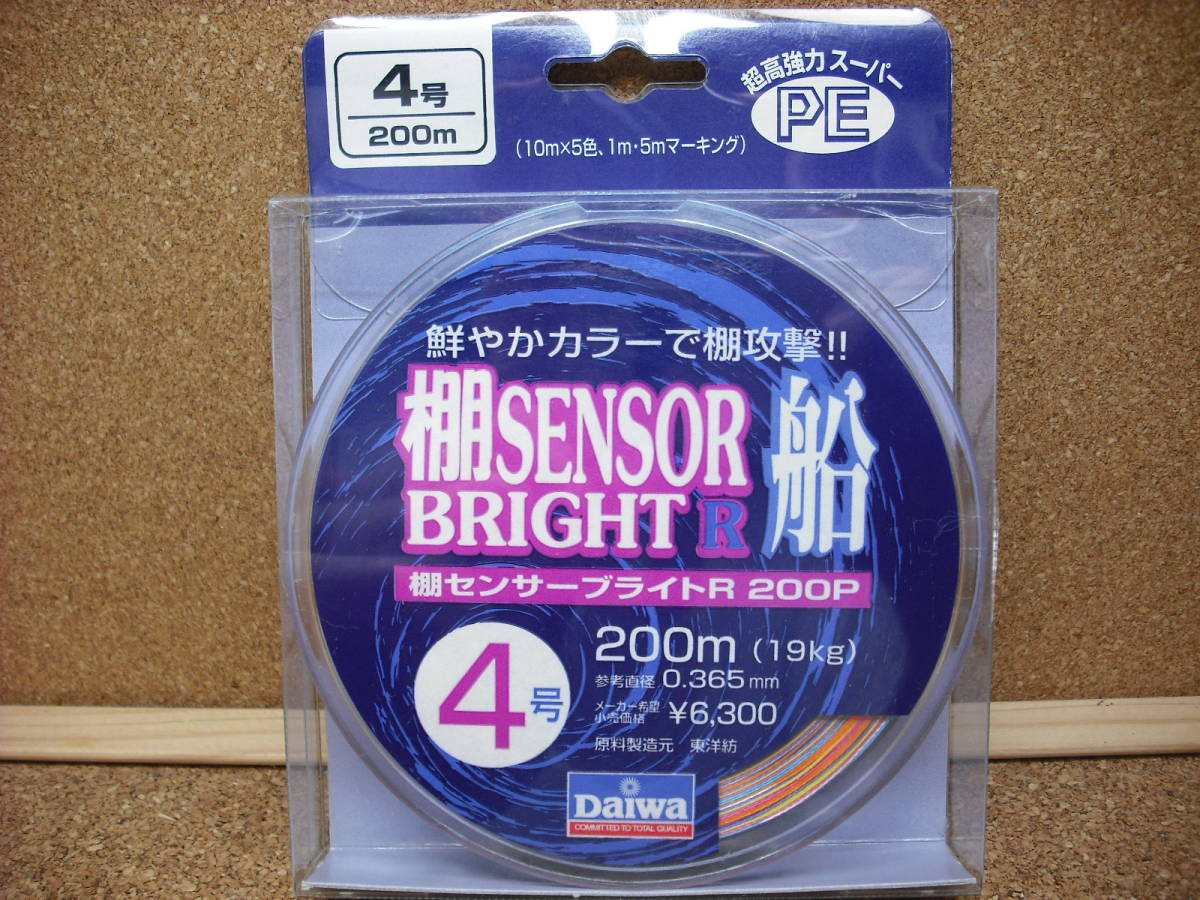 4号
200m
(10m×5色、1m・5mマーキング)
超高強力スーパー
PE
鮮やかカラーで棚攻撃!!
棚SENSOR
BRIGHT R
船
棚センサーブライトR 200P
4号
200m (19kg)
参考直径 0.365mm
メーカー希望
小売価格 ¥6,300
原料製造元 東洋紡
Daiwa
COMMITTED TO TOTAL QUALITY